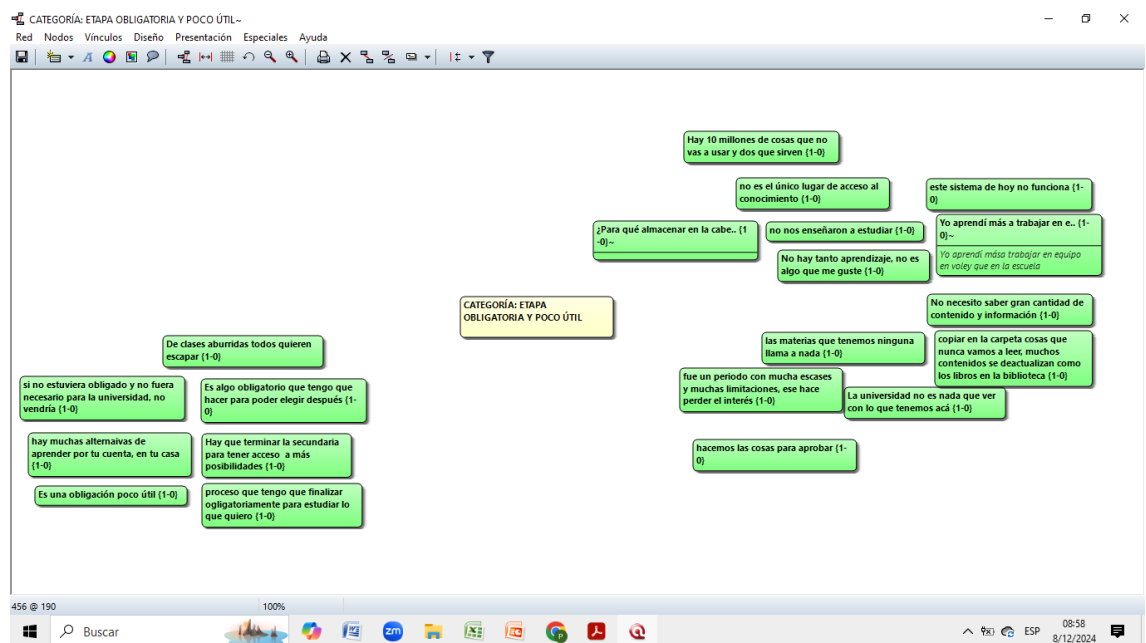 CATEGORÍA: ETAPA OBLIGATORIA Y POCO ÚTIL~
Red Nodos Vínculos Diseño Presentación Especiales Ayuda
Hay 10 millones de cosas que no
vas a usar y dos que sirven {1-0}
no es el único lugar de acceso al
conocimiento {1-0}
este sistema de hoy no funciona {1-
0}
¿Para qué almacenar en la cabe.. {1
-0}~
no nos enseñaron a estudiar {1-0}
Yo aprendí más a trabajar en e.. {1-
0}~
Yo aprendí mása trabajar en equipo
en voley que en la escuela
No hay tanto aprendizaje, no es
algo que me guste {1-0}
CATEGORÍA: ETAPA
OBLIGATORIA Y POCO ÚTIL
No necesito saber gran cantidad de
contenido y información {1-0}
De clases aburridas todos quieren
escapar {1-0}
las materias que tenemos ninguna
llama a nada {1-0}
copiar en la carpeta cosas que
nunca vamos a leer, muchos
contenidos se deactualizan como
los libros en la biblioteca {1-0}
si no estuviera obligado y no fuera
necesario para la universidad, no
vendría {1-0}
Es algo obligatorio que tengo que
hacer para poder elegir después {1-
0}
fue un periodo con mucha escases
y muchas limitaciones, ese hace
perder el interés {1-0}
La universidad no es nada que ver
con lo que tenemos acá {1-0}
hay muchas alternaivas de
aprender por tu cuenta, en tu casa
{1-0}
Hay que terminar la secundaria
para tener acceso a más
posibilidades {1-0}
hacemos las cosas para aprobar {1-
0}
Es una obligación poco útil {1-0}
proceso que tengo que finalizar
ogligatoriamente para estudiar lo
que quiero {1-0}
456 @ 190 100%
Buscar
zm
ESP
08:58
8/12/2024